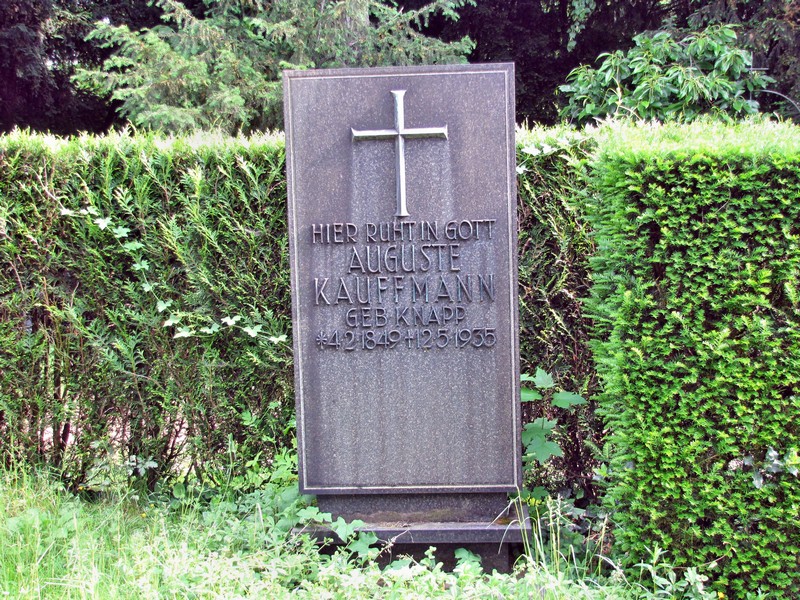 HIER RUHT IN GOTT
AUGUSTE
KAUFFMANN
GEB KNAPP
*4·2·1849 +12·5·1935